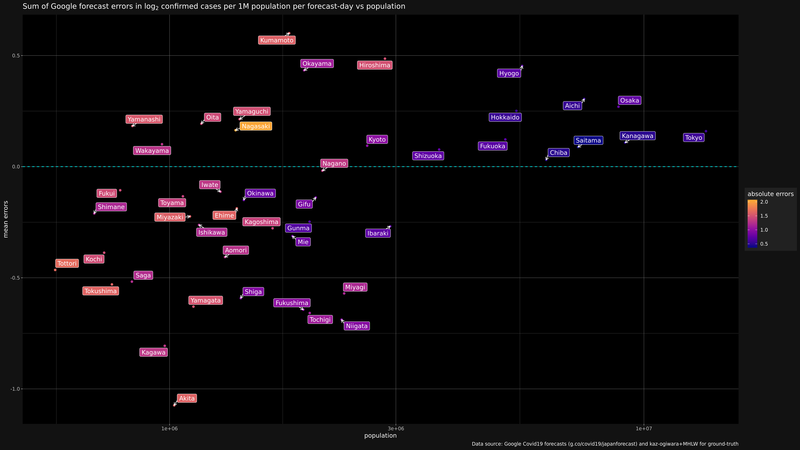 Sum of Google forecast errors in log₂ confirmed cases per 1M population per forecast-day vs population
Kumamoto
0.5
Okayama
Hiroshima
Hyogo
Osaka
Aichi
Yamaguchi
Yamanashi
Oita
Hokkaido
Nagasaki
Kanagawa
Tokyo
Kyoto
Saitama
Fukuoka
Wakayama
Chiba
Shizuoka
Nagano
0.0
absolute errors
Iwate
2.0
Fukui
Okinawa
1.5
Toyama
Gifu
1.0
Shimane
mean errors
Miyazaki
Ehime
0.5
Kagoshima
Gunma
Ishikawa
Ibaraki
Mie
Aomori
Kochi
Tottori
Saga
-0.5
Miyagi
Tokushima
Shiga
Yamagata
Fukushima
Tochigi
Niigata
Kagawa
-1.0
Akita
1e+06
3e+06
1e+07
population
Data source: Google Covid19 forecasts (g.co/covid19/japanforecast) and kaz-ogiwara+MHLW for ground-truth